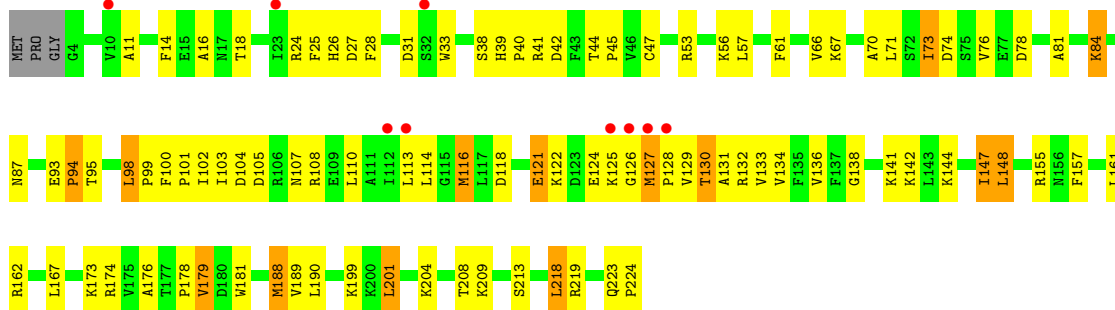 MET PRO GLY G4 V10 A11 F14 E15 A16 N17 T18 I23 R24 F25 H26 D27 F28 D31 S32 W33 S38 H39 P40 R41 D42 F43 T44 P45 V46 C47 R53 K56 L57 F61 V66 K67 A70 L71 S72 I73 D74 S75 V76 E77 D78 A81 K84
N87 E93 P94 T95 L98 P99 F100 P101 I102 I103 D104 D105 R106 N107 R108 E109 L110 A111 I112 L113 L114 G115 M116 L117 D118 E121 K122 D123 E124 K125 G126 M127 P128 V129 T130 A131 R132 V133 V134 F135 V136 F137 G138 K141 K142 L143 K144 I147 L148 R155 N156 F157 L161
R162 L167 K173 R174 V175 A176 T177 P178 V179 D180 W181 M188 V189 L190 K199 K200 L201 K204 T208 K209 S213 L218 R219 Q223 P224